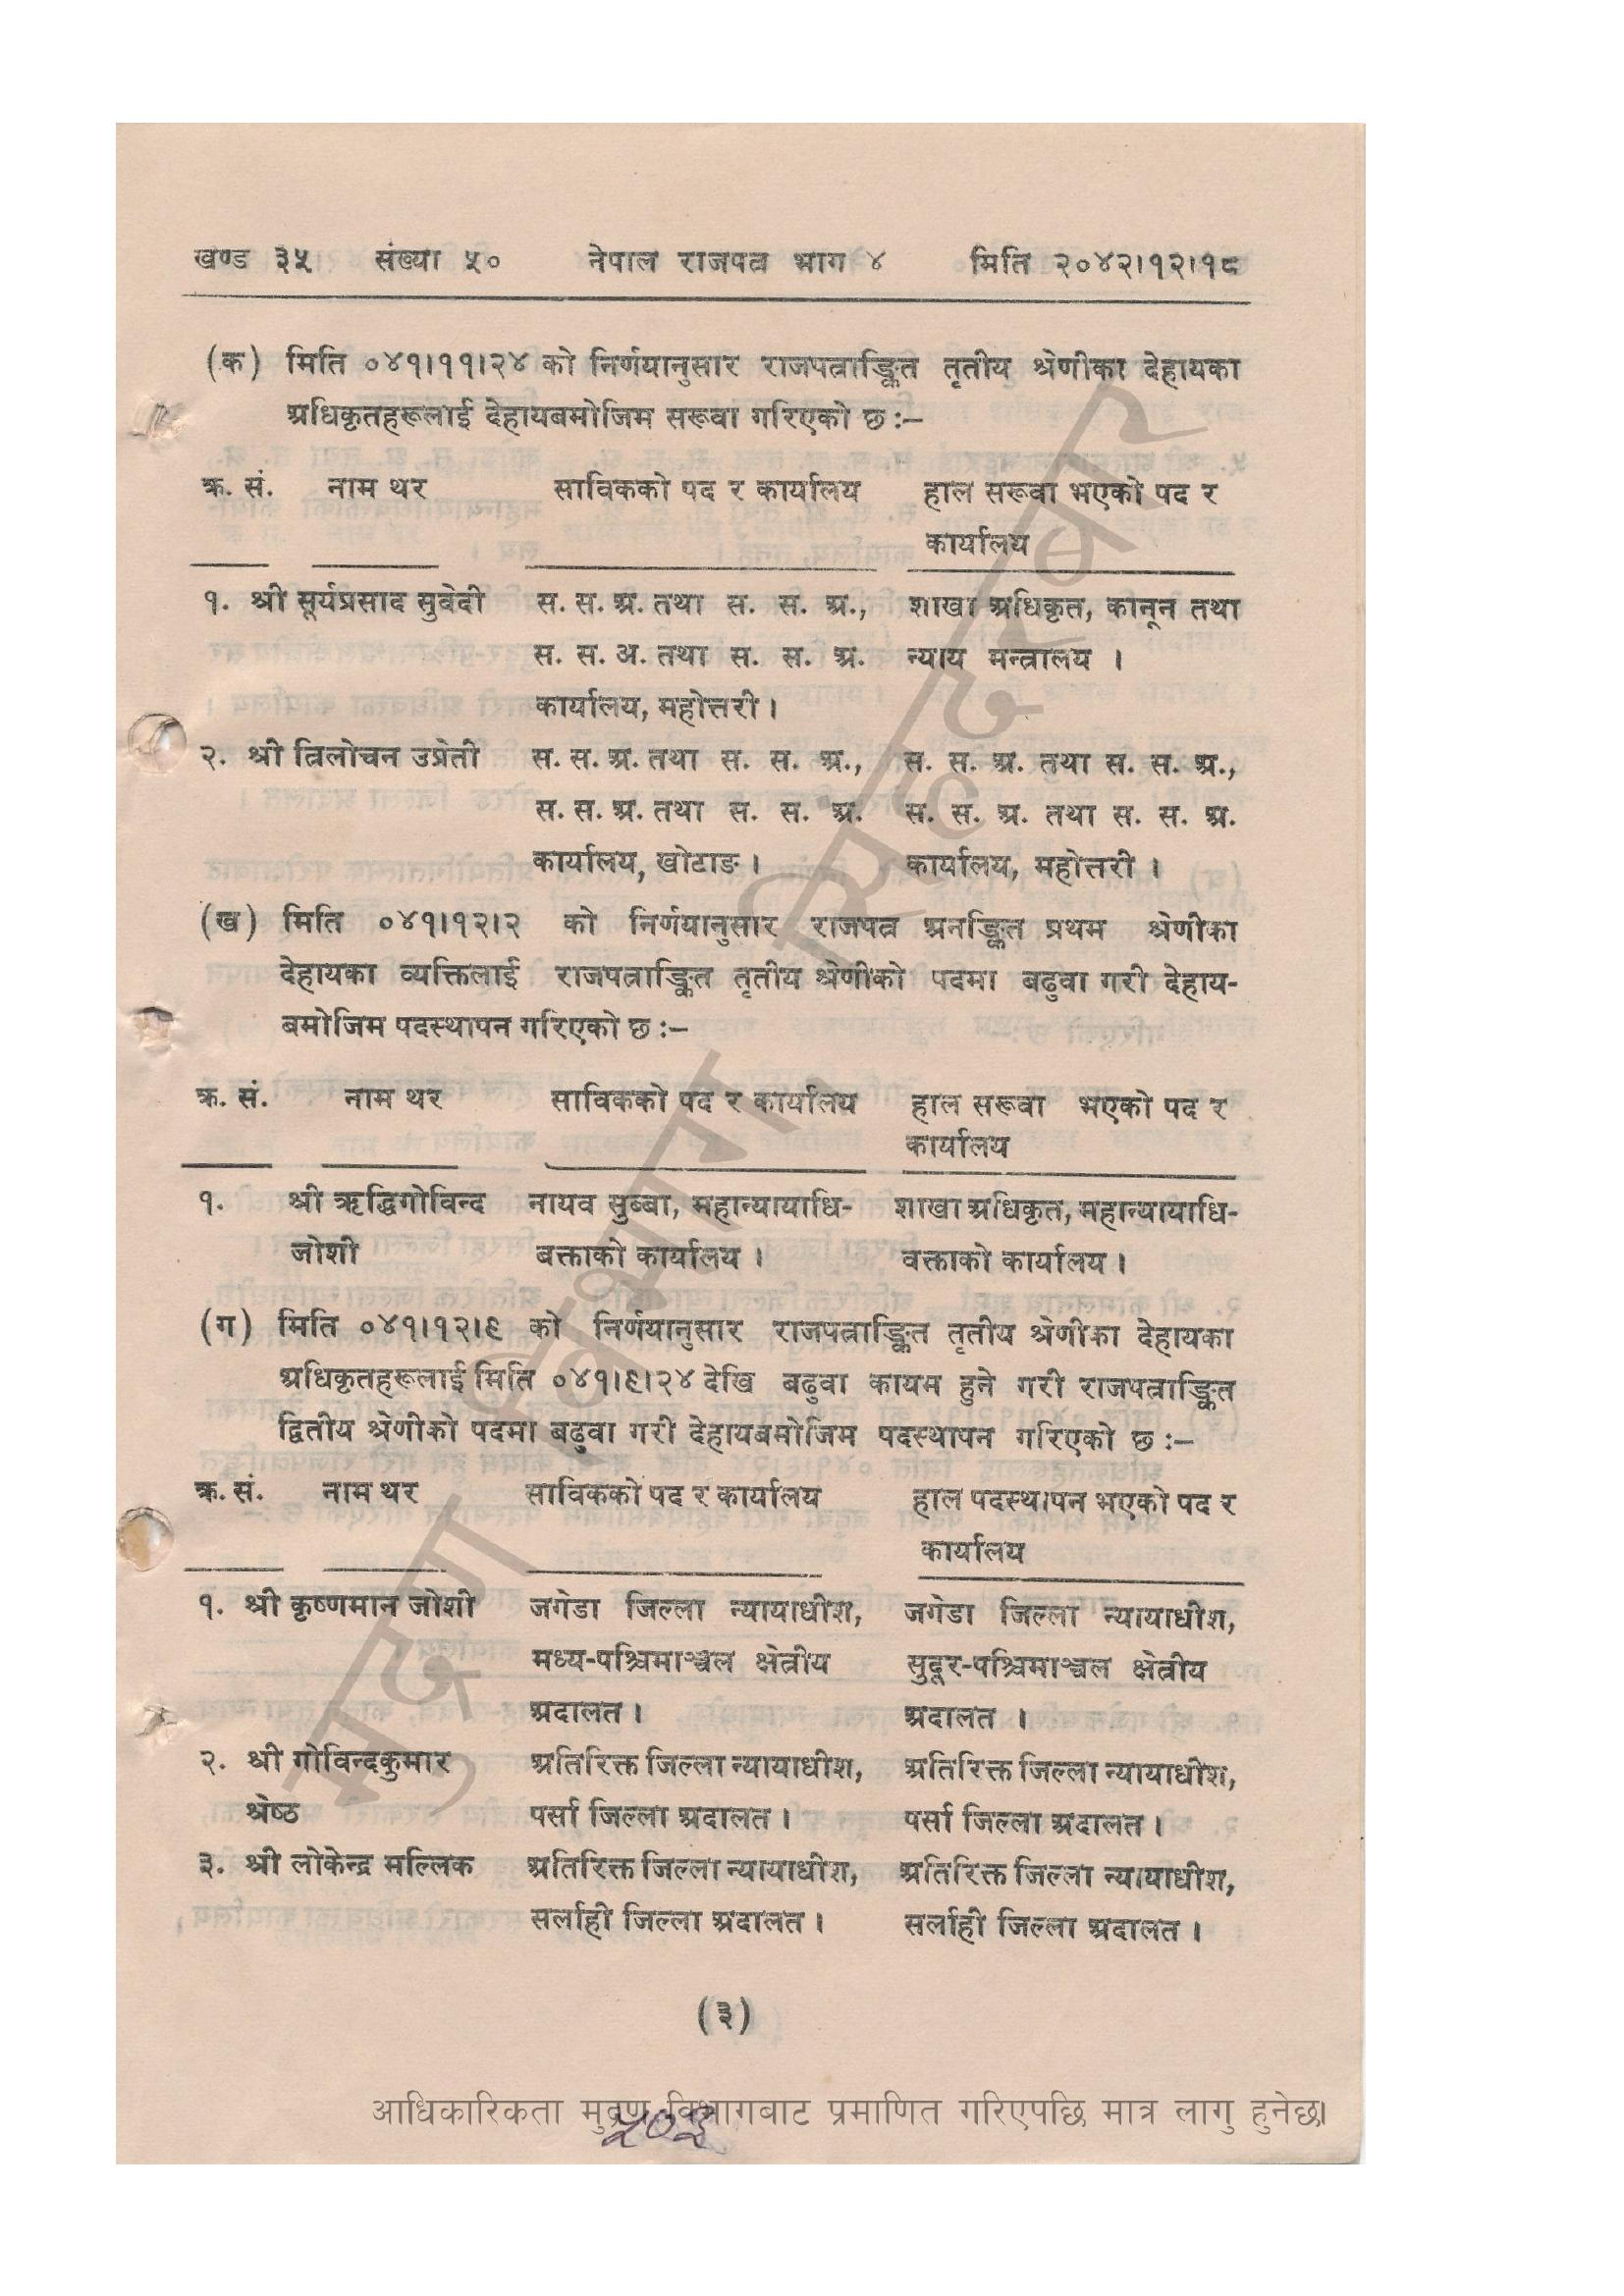 खण्ड ३५ संख्या ५० नेपाल राजपत्र भाग ४ मिति २०४२।१२।१८
(क) मिति ०४१।११।२४ को निर्णयानुसार राजपत्राङ्कित तृतीय श्रेणीका देहायका
अधिकृतहरूलाई देहायबमोजिम सरूवा गरिएको छ :–
क्र. सं. नाम थर साविकको पद र कार्यालय हाल सरूवा भएको पद र
कार्यालय
१. श्री सूर्यप्रसाद सुवेदी स. स. अ. तथा स. स. अ., शाखा अधिकृत, कानून तथा
स. स. अ. तथा स. स. अ. न्याय मन्त्रालय ।
कार्यालय, महोत्तरी ।
२. श्री त्रिलोचन उप्रेती स. स. अ. तथा स. स. अ., स. स. अ. तथा स. स. अ.,
स. स. अ. तथा स. स. अ. स. स. अ. तथा स. स. अ.
कार्यालय, खोटाङ । कार्यालय, महोत्तरी ।
(ख) मिति ०४१।१२।२ को निर्णयानुसार राजपत्र अनङ्कित प्रथम श्रेणीका
देहायका व्यक्तिलाई राजपत्राङ्कित तृतीय श्रेणीको पदमा बढुवा गरी देहाय-
बमोजिम पदस्थापन गरिएको छ :–
क्र. सं. नाम थर साविकको पद र कार्यालय हाल सरूवा भएको पद र
कार्यालय
१. श्री ऋद्धिगोविन्द नायव सुब्बा, महान्यायाधि- शाखा अधिकृत, महान्यायाधि-
जोशी बक्ताको कार्यालय । वक्ताको कार्यालय ।
(ग) मिति ०४१।१२।९ को निर्णयानुसार राजपत्राङ्कित तृतीय श्रेणीका देहायका
अधिकृतहरूलाई मिति ०४१।९।२४ देखि बढुवा कायम हुने गरी राजपत्राङ्कित
द्वितीय श्रेणीको पदमा बढुवा गरी देहायबमोजिम पदस्थापन गरिएको छ :–
क्र. सं. नाम थर साविकको पद र कार्यालय हाल पदस्थापन भएको पद र
कार्यालय
१. श्री कृष्णमान जोशी जगेडा जिल्ला न्यायाधीश, जगेडा जिल्ला न्यायाधीश,
मध्य-पश्चिमाञ्चल क्षेत्रीय सुदूर-पश्चिमाञ्चल क्षेत्रीय
अदालत । अदालत ।
२. श्री गोविन्दकुमार अतिरिक्त जिल्ला न्यायाधीश, अतिरिक्त जिल्ला न्यायाधीश,
श्रेष्ठ पर्सा जिल्ला अदालत । पर्सा जिल्ला अदालत ।
३. श्री लोकेन्द्र मल्लिक अतिरिक्त जिल्ला न्यायाधीश, अतिरिक्त जिल्ला न्यायाधीश,
सर्लाही जिल्ला अदालत । सर्लाही जिल्ला अदालत ।
(३)
आधिकारिकता मुद्रण विभागबाट प्रमाणित गरिएपछि मात्र लागु हुनेछ।